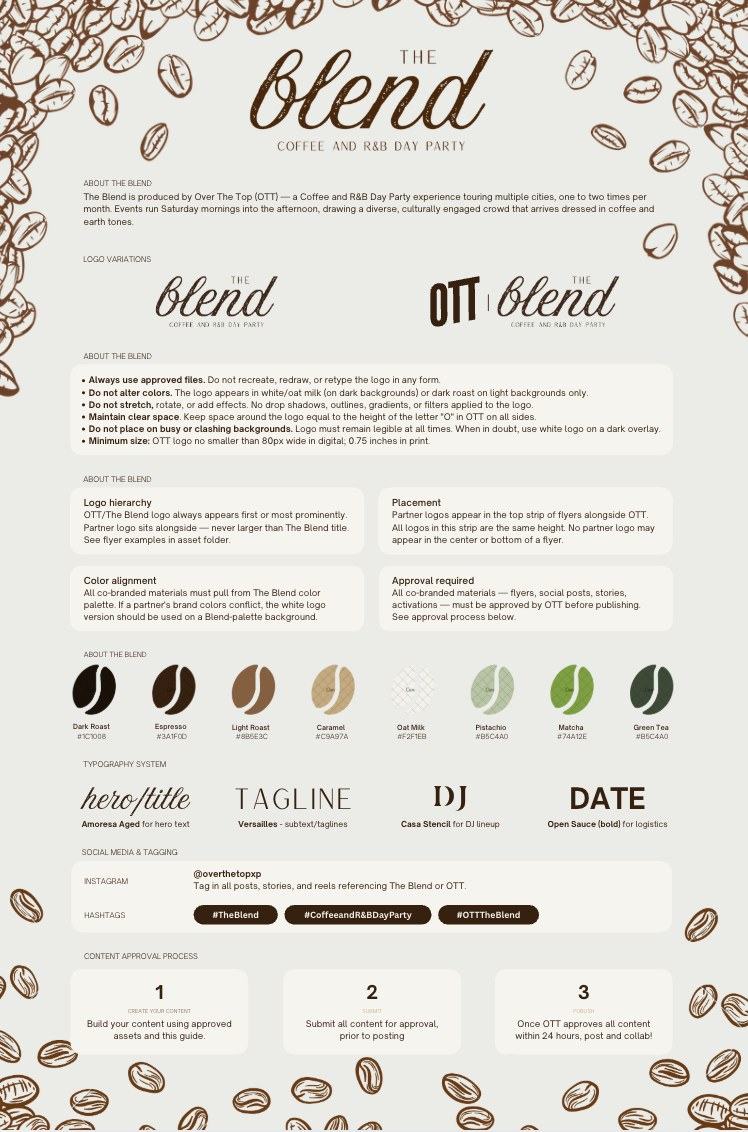 THE
blend
COFFEE AND R&B DAY PARTY
ABOUT THE BLEND
The Blend is produced by Over The Top (OTT) — a Coffee and R&B Day Party experience touring multiple cities, one to two times per
month. Events run Saturday mornings into the afternoon, drawing a diverse, culturally engaged crowd that arrives dressed in coffee and
earth tones.
LOGO VARIATIONS
THE
blend
COFFEE AND R&B DAY PARTY
OTT | THE
blend
COFFEE AND R&B DAY PARTY
ABOUT THE BLEND
• Always use approved files. Do not recreate, redraw, or retype the logo in any form.
• Do not alter colors. The logo appears in white/oat milk (on dark backgrounds) or dark roast on light backgrounds only.
• Do not stretch, rotate, or add effects. No drop shadows, outlines, gradients, or filters applied to the logo.
• Maintain clear space. Keep space around the logo equal to the height of the letter "O" in OTT on all sides.
• Do not place on busy or clashing backgrounds. Logo must remain legible at all times. When in doubt, use white logo on a dark overlay.
• Minimum size: OTT logo no smaller than 80px wide in digital; 0.75 inches in print.
ABOUT THE BLEND
Logo hierarchy
OTT/The Blend logo always appears first or most prominently.
Partner logo sits alongside — never larger than The Blend title.
See flyer examples in asset folder.
Placement
Partner logos appear in the top strip of flyers alongside OTT.
All logos in this strip are the same height. No partner logo may
appear in the center or bottom of a flyer.
Color alignment
All co-branded materials must pull from The Blend color
palette. If a partner's brand colors conflict, the white logo
version should be used on a Blend-palette background.
Approval required
All co-branded materials — flyers, social posts, stories,
activations — must be approved by OTT before publishing.
See approval process below.
ABOUT THE BLEND
Dark Roast
#1C1008
Espresso
#3A1F0D
Light Roast
#8B5E3C
Caramel
#C9A97A
Oat Milk
#F2F1EB
Pistachio
#B5C4A0
Matcha
#74A12E
Green Tea
#B5C4A0
TYPOGRAPHY SYSTEM
hero/title
Amoresa Aged for hero text
TAGLINE
Versailles - subtext/taglines
DJ
Casa Stencil for DJ lineup
DATE
Open Sauce (bold) for logistics
SOCIAL MEDIA & TAGGING
INSTAGRAM
@overthetopxp
Tag in all posts, stories, and reels referencing The Blend or OTT.
HASHTAGS
#TheBlend
#CoffeeandR&BDayParty
#OTTTheBlend
CONTENT APPROVAL PROCESS
1
CREATE YOUR CONTENT
Build your content using approved
assets and this guide.
2
SUBMIT
Submit all content for approval,
prior to posting
3
PUBLISH
Once OTT approves all content
within 24 hours, post and collab!